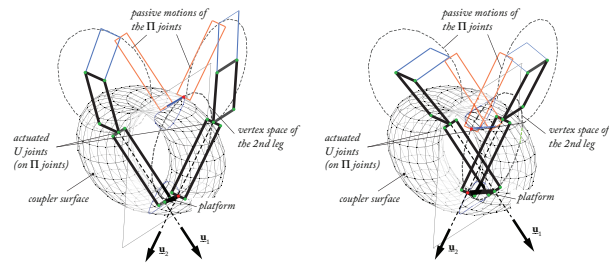 passive motions of
the Π joints
actuated
U joints
(on Π joints)
vertex space of
the 2nd leg
coupler surface
platform
u₁
u₂
passive motions of
the Π joints
actuated
U joints
(on Π joints)
vertex space of
the 2nd leg
coupler surface
platform
u₁
u₂